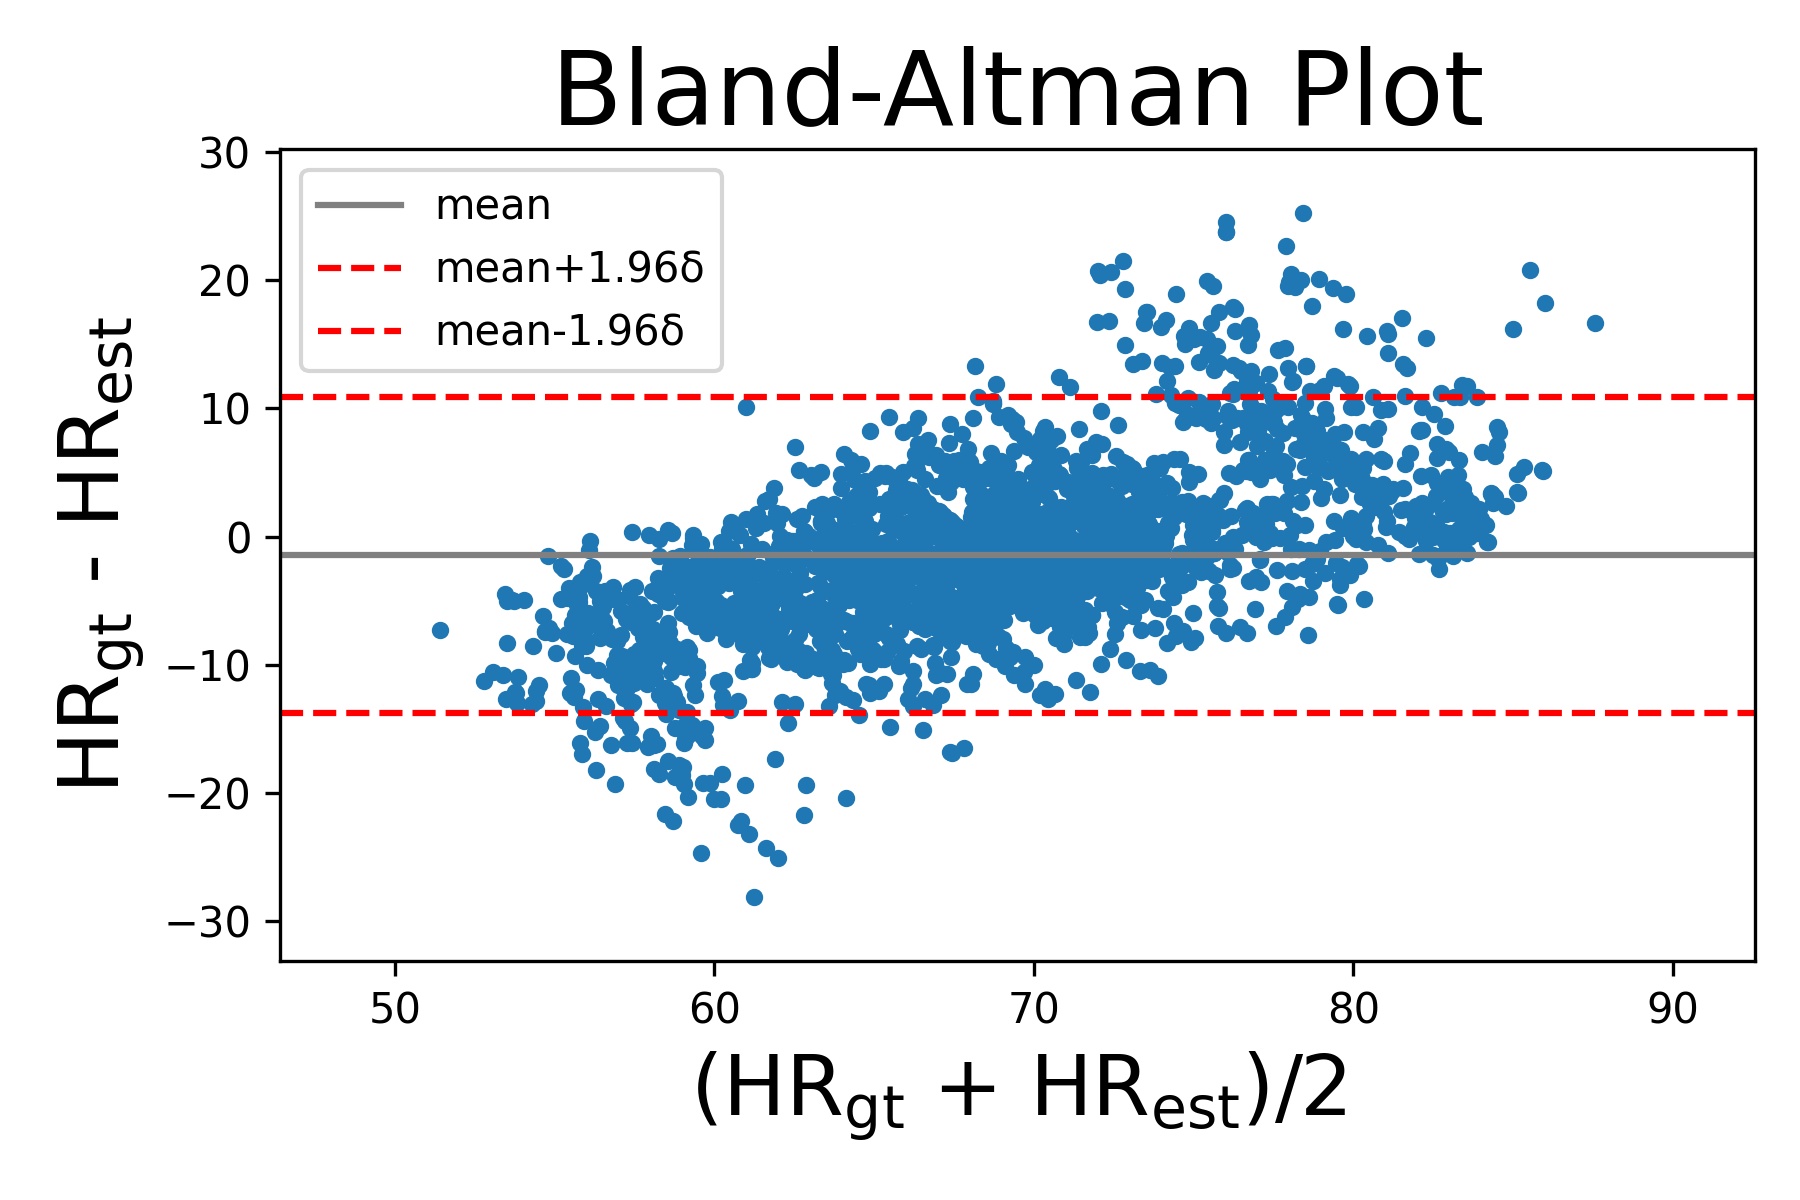 Bland-Altman Plot
mean
mean+1.96δ
mean-1.96δ
HRgt - HRest
30
20
10
0
−10
−20
−30
50 60 70 80 90
(HRgt + HRest)/2